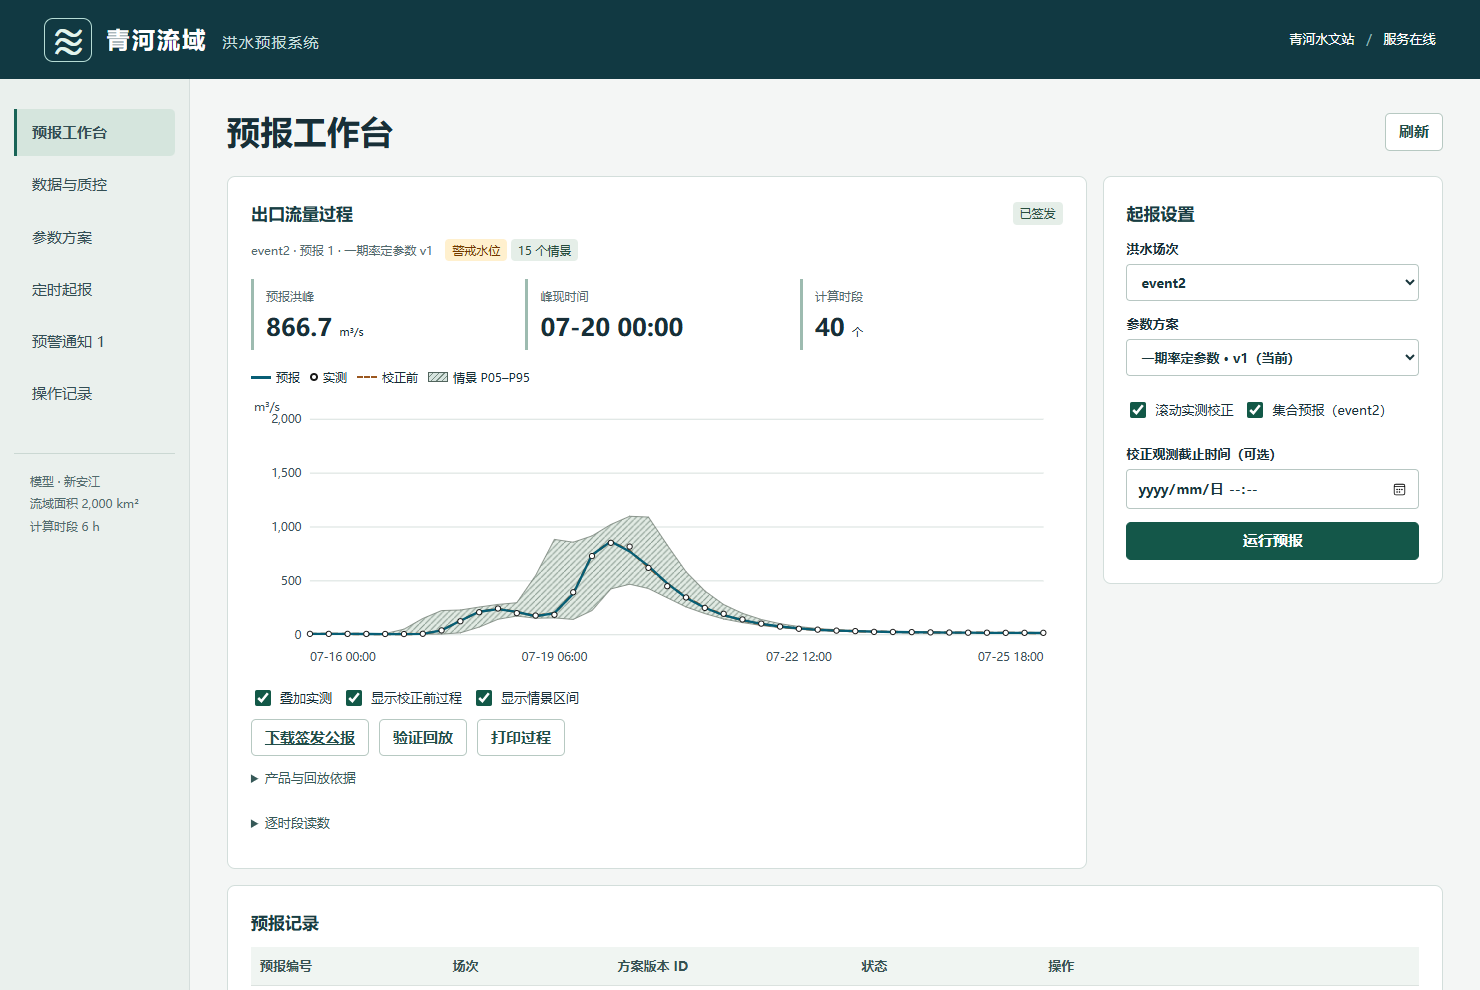 青河流域 洪水预报系统
青河水文站 / 服务在线
预报工作台
数据与质控
参数方案
定时起报
预警通知 1
操作记录
模型 · 新安江
流域面积 2,000 km²
计算时段 6 h
预报工作台
刷新
出口流量过程
已签发
event2 · 预报 1 · 一期率定参数 v1 警戒水位 15 个情景
预报洪峰
866.7 m³/s
峰现时间
07-20 00:00
计算时段
40 个
预报 实测 校正前 情景 P05–P95
m³/s
2,000
1,500
1,000
500
0
07-16 00:00 07-19 06:00 07-22 12:00 07-25 18:00
叠加实测 显示校正前过程 显示情景区间
下载签发公报 验证回放 打印过程
产品与回放依据
逐时段读数
起报设置
洪水场次
event2
参数方案
一期率定参数 • v1（当前）
滚动实测校正 集合预报（event2）
校正观测截止时间（可选）
yyyy/mm/日 --:--
运行预报
预报记录
预报编号 场次 方案版本 ID 状态 操作